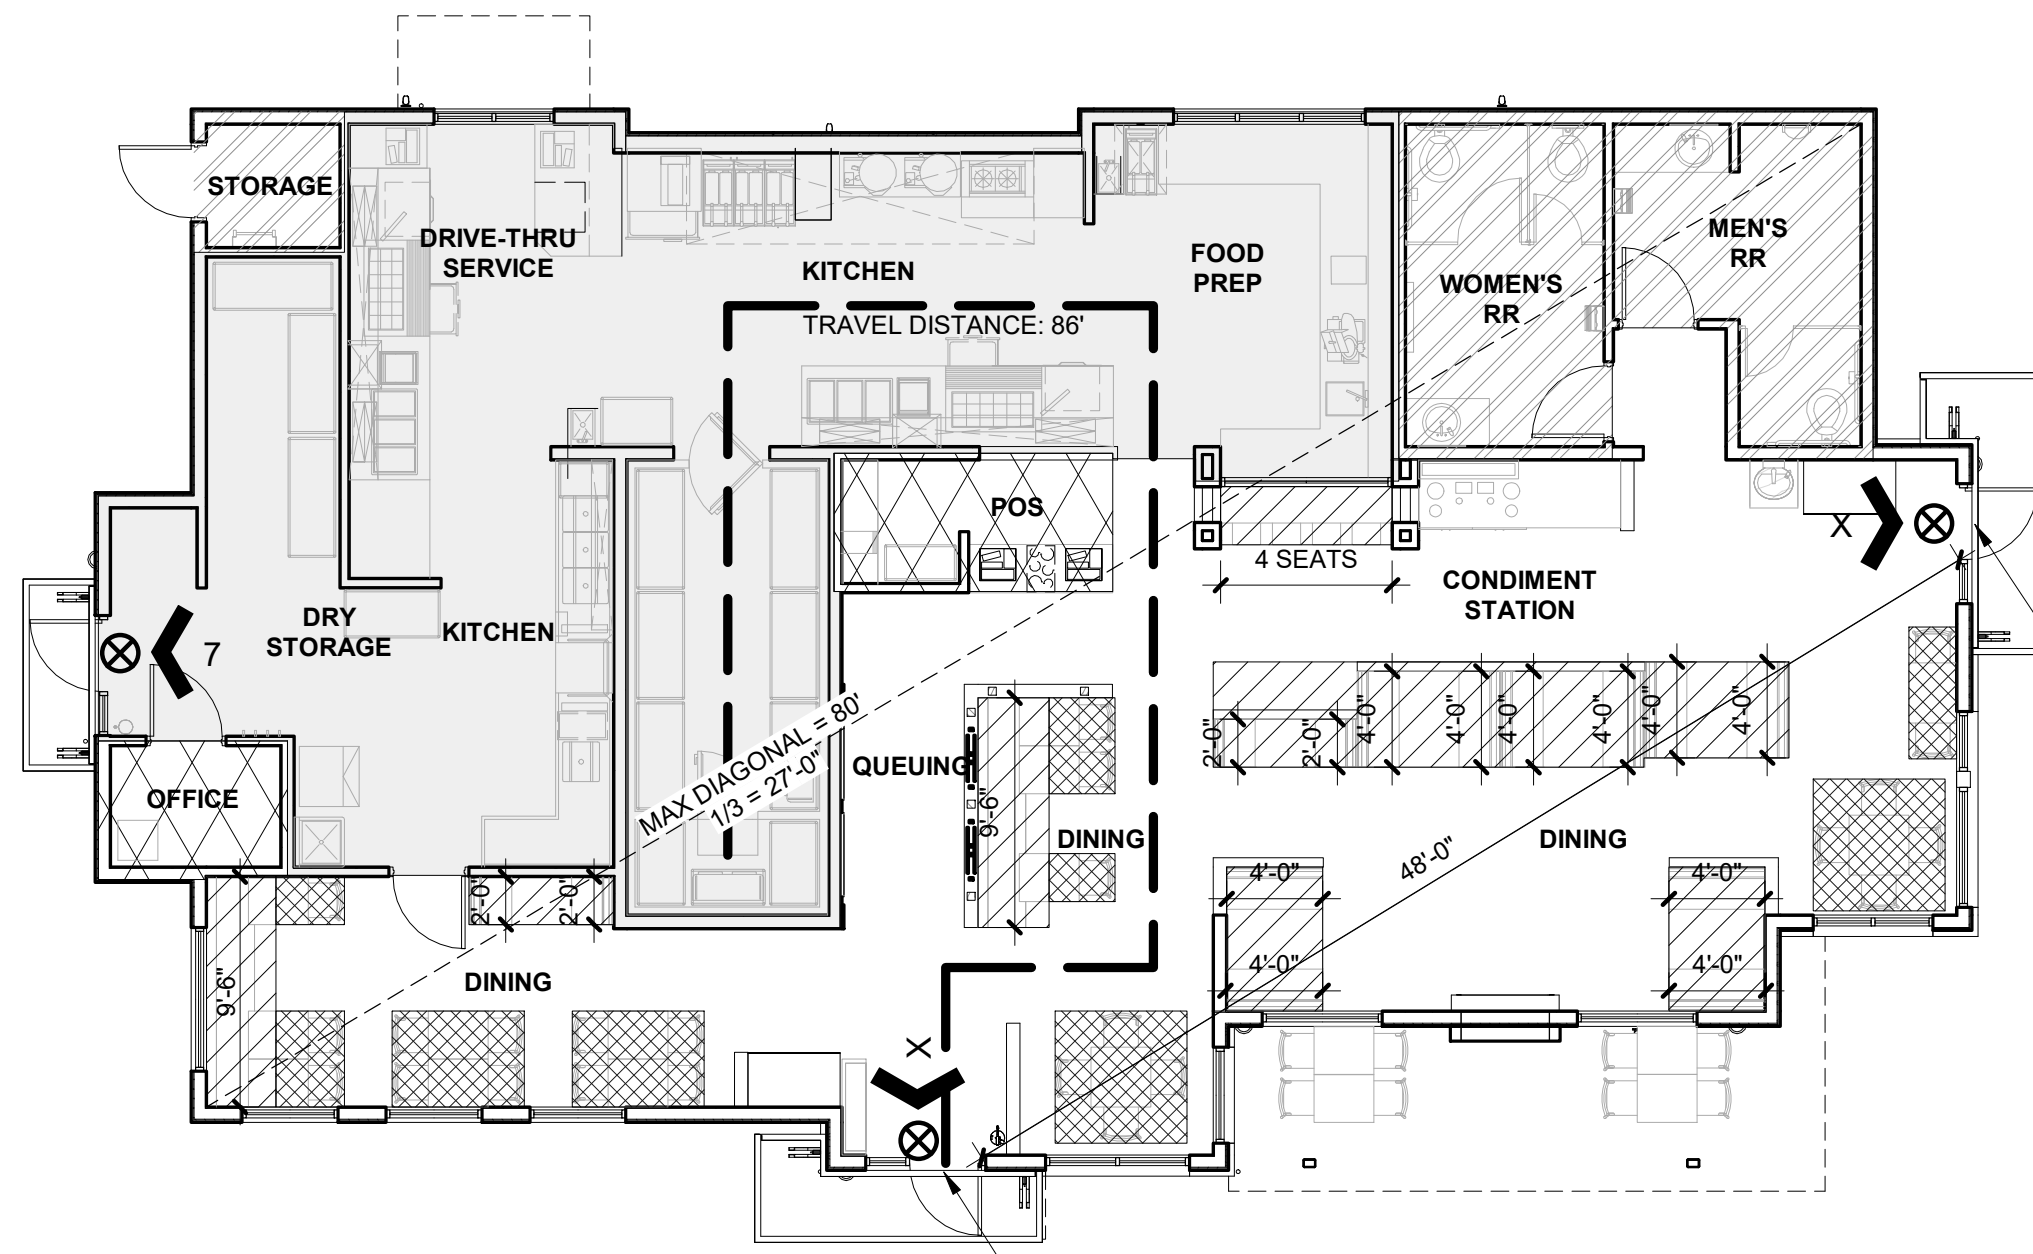 STORAGE
DRIVE-THRU
SERVICE
KITCHEN
FOOD
PREP
MEN'S
RR
WOMEN'S
RR
TRAVEL DISTANCE: 86'
POS
X
4 SEATS
CONDIMENT
STATION
DRY
STORAGE
KITCHEN
7
MAX DIAGONAL = 80'
1/3 = 27'-0"
QUEUING
9'-6"
DINING
2'-0"
2'-0"
4'-0"
4'-0"
4'-0"
4'-0"
4'-0"
4'-0"
OFFICE
DINING
48'-0"
4'-0"
4'-0"
2'-0"
2'-0"
9'-6"
DINING
4'-0"
4'-0"
X